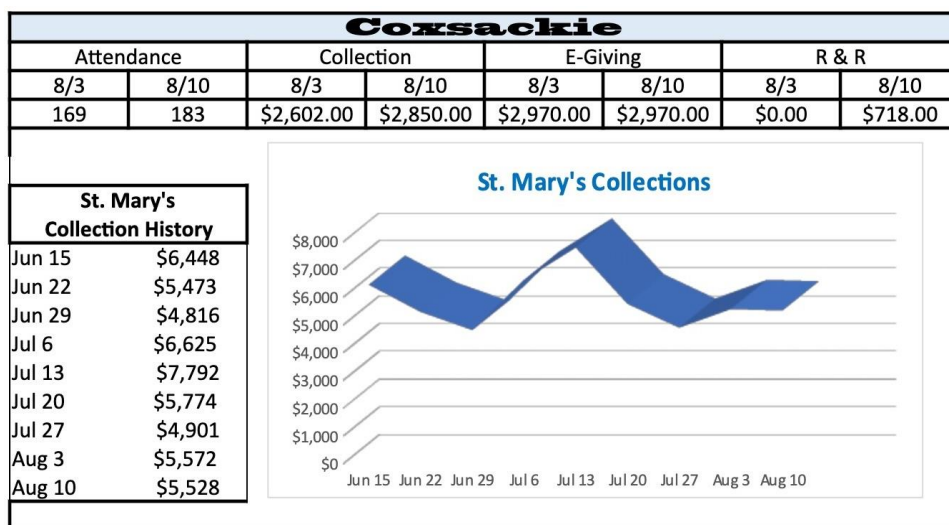 Coxsackie
Attendance Collection E-Giving R & R
8/3 8/10 8/3 8/10 8/3 8/10 8/3 8/10
169 183 $2,602.00 $2,850.00 $2,970.00 $2,970.00 $0.00 $718.00
St. Mary's
Collection History
Jun 15 $6,448
Jun 22 $5,473
Jun 29 $4,816
Jul 6 $6,625
Jul 13 $7,792
Jul 20 $5,774
Jul 27 $4,901
Aug 3 $5,572
Aug 10 $5,528
St. Mary's Collections
$8,000
$7,000
$6,000
$5,000
$4,000
$3,000
$2,000
$1,000
$0
Jun 15 Jun 22 Jun 29 Jul 6 Jul 13 Jul 20 Jul 27 Aug 3 Aug 10